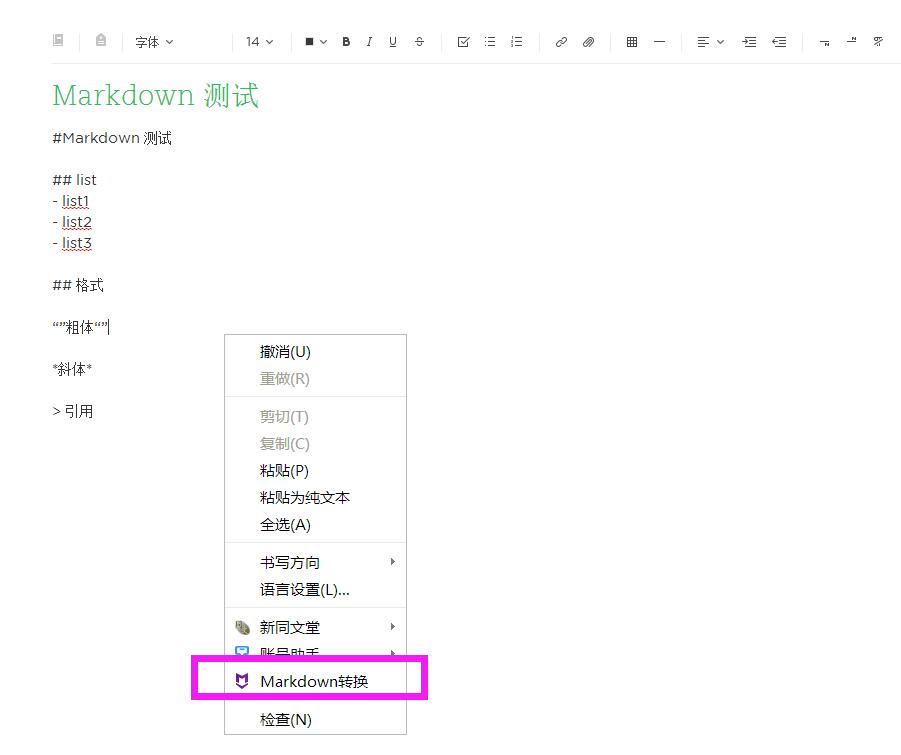 字体
14
B
I
U
S
Markdown 测试
#Markdown 测试
## list
- list1
- list2
- list3
## 格式
“”粗体“”
*斜体*
> 引用
撤消(U)
重做(R)
剪切(T)
复制(C)
粘贴(P)
粘贴为纯文本
全选(A)
书写方向
语言设置(L)...
新同文堂
账号助手
Markdown转换
检查(N)